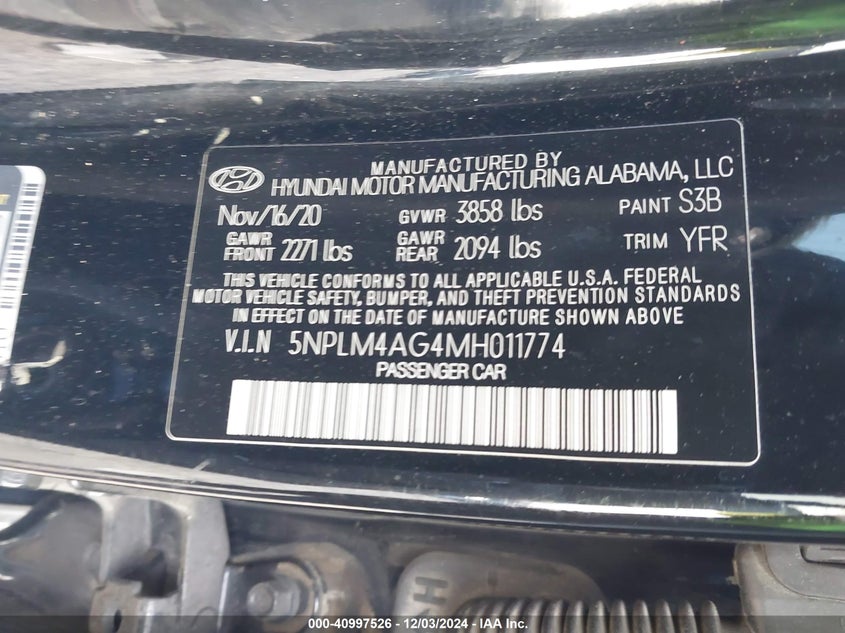 MANUFACTURED BY
HYUNDAI MOTOR MANUFACTURING ALABAMA, LLC
Nov/16/20 GVWR 3858 lbs PAINT S3B
GAWR FRONT 2271 lbs GAWR REAR 2094 lbs TRIM YFR
THIS VEHICLE CONFORMS TO ALL APPLICABLE U.S.A. FEDERAL
MOTOR VEHICLE SAFETY, BUMPER, AND THEFT PREVENTION STANDARDS
IN EFFECT ON THE DATE OF MANUFACTURE SHOWN ABOVE
V.I.N 5NPLM4AG4MH011774
PASSENGER CAR
000-40997526 - 12/03/2024 - IAA Inc.